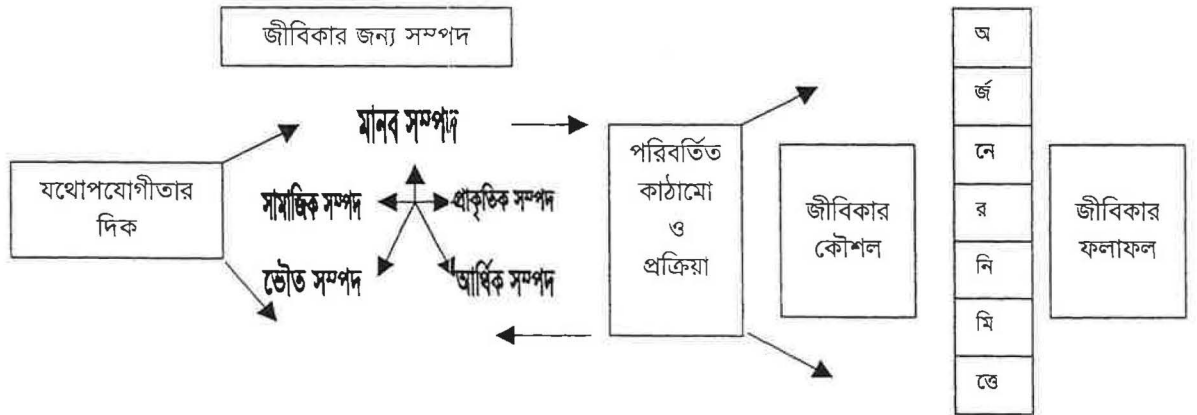 জীবিকার জন্য সম্পদ
যথোপযোগীতার
দিক
মানব সম্পদ
সামাজিক সম্পদ
প্রাকৃতিক সম্পদ
ভৌত সম্পদ
আর্থিক সম্পদ
পরিবর্তিত
কাঠামো
ও
প্রক্রিয়া
জীবিকার
কৌশল
অ
র্জ
নে
র
নি
মি
ত্তে
জীবিকার
ফলাফল